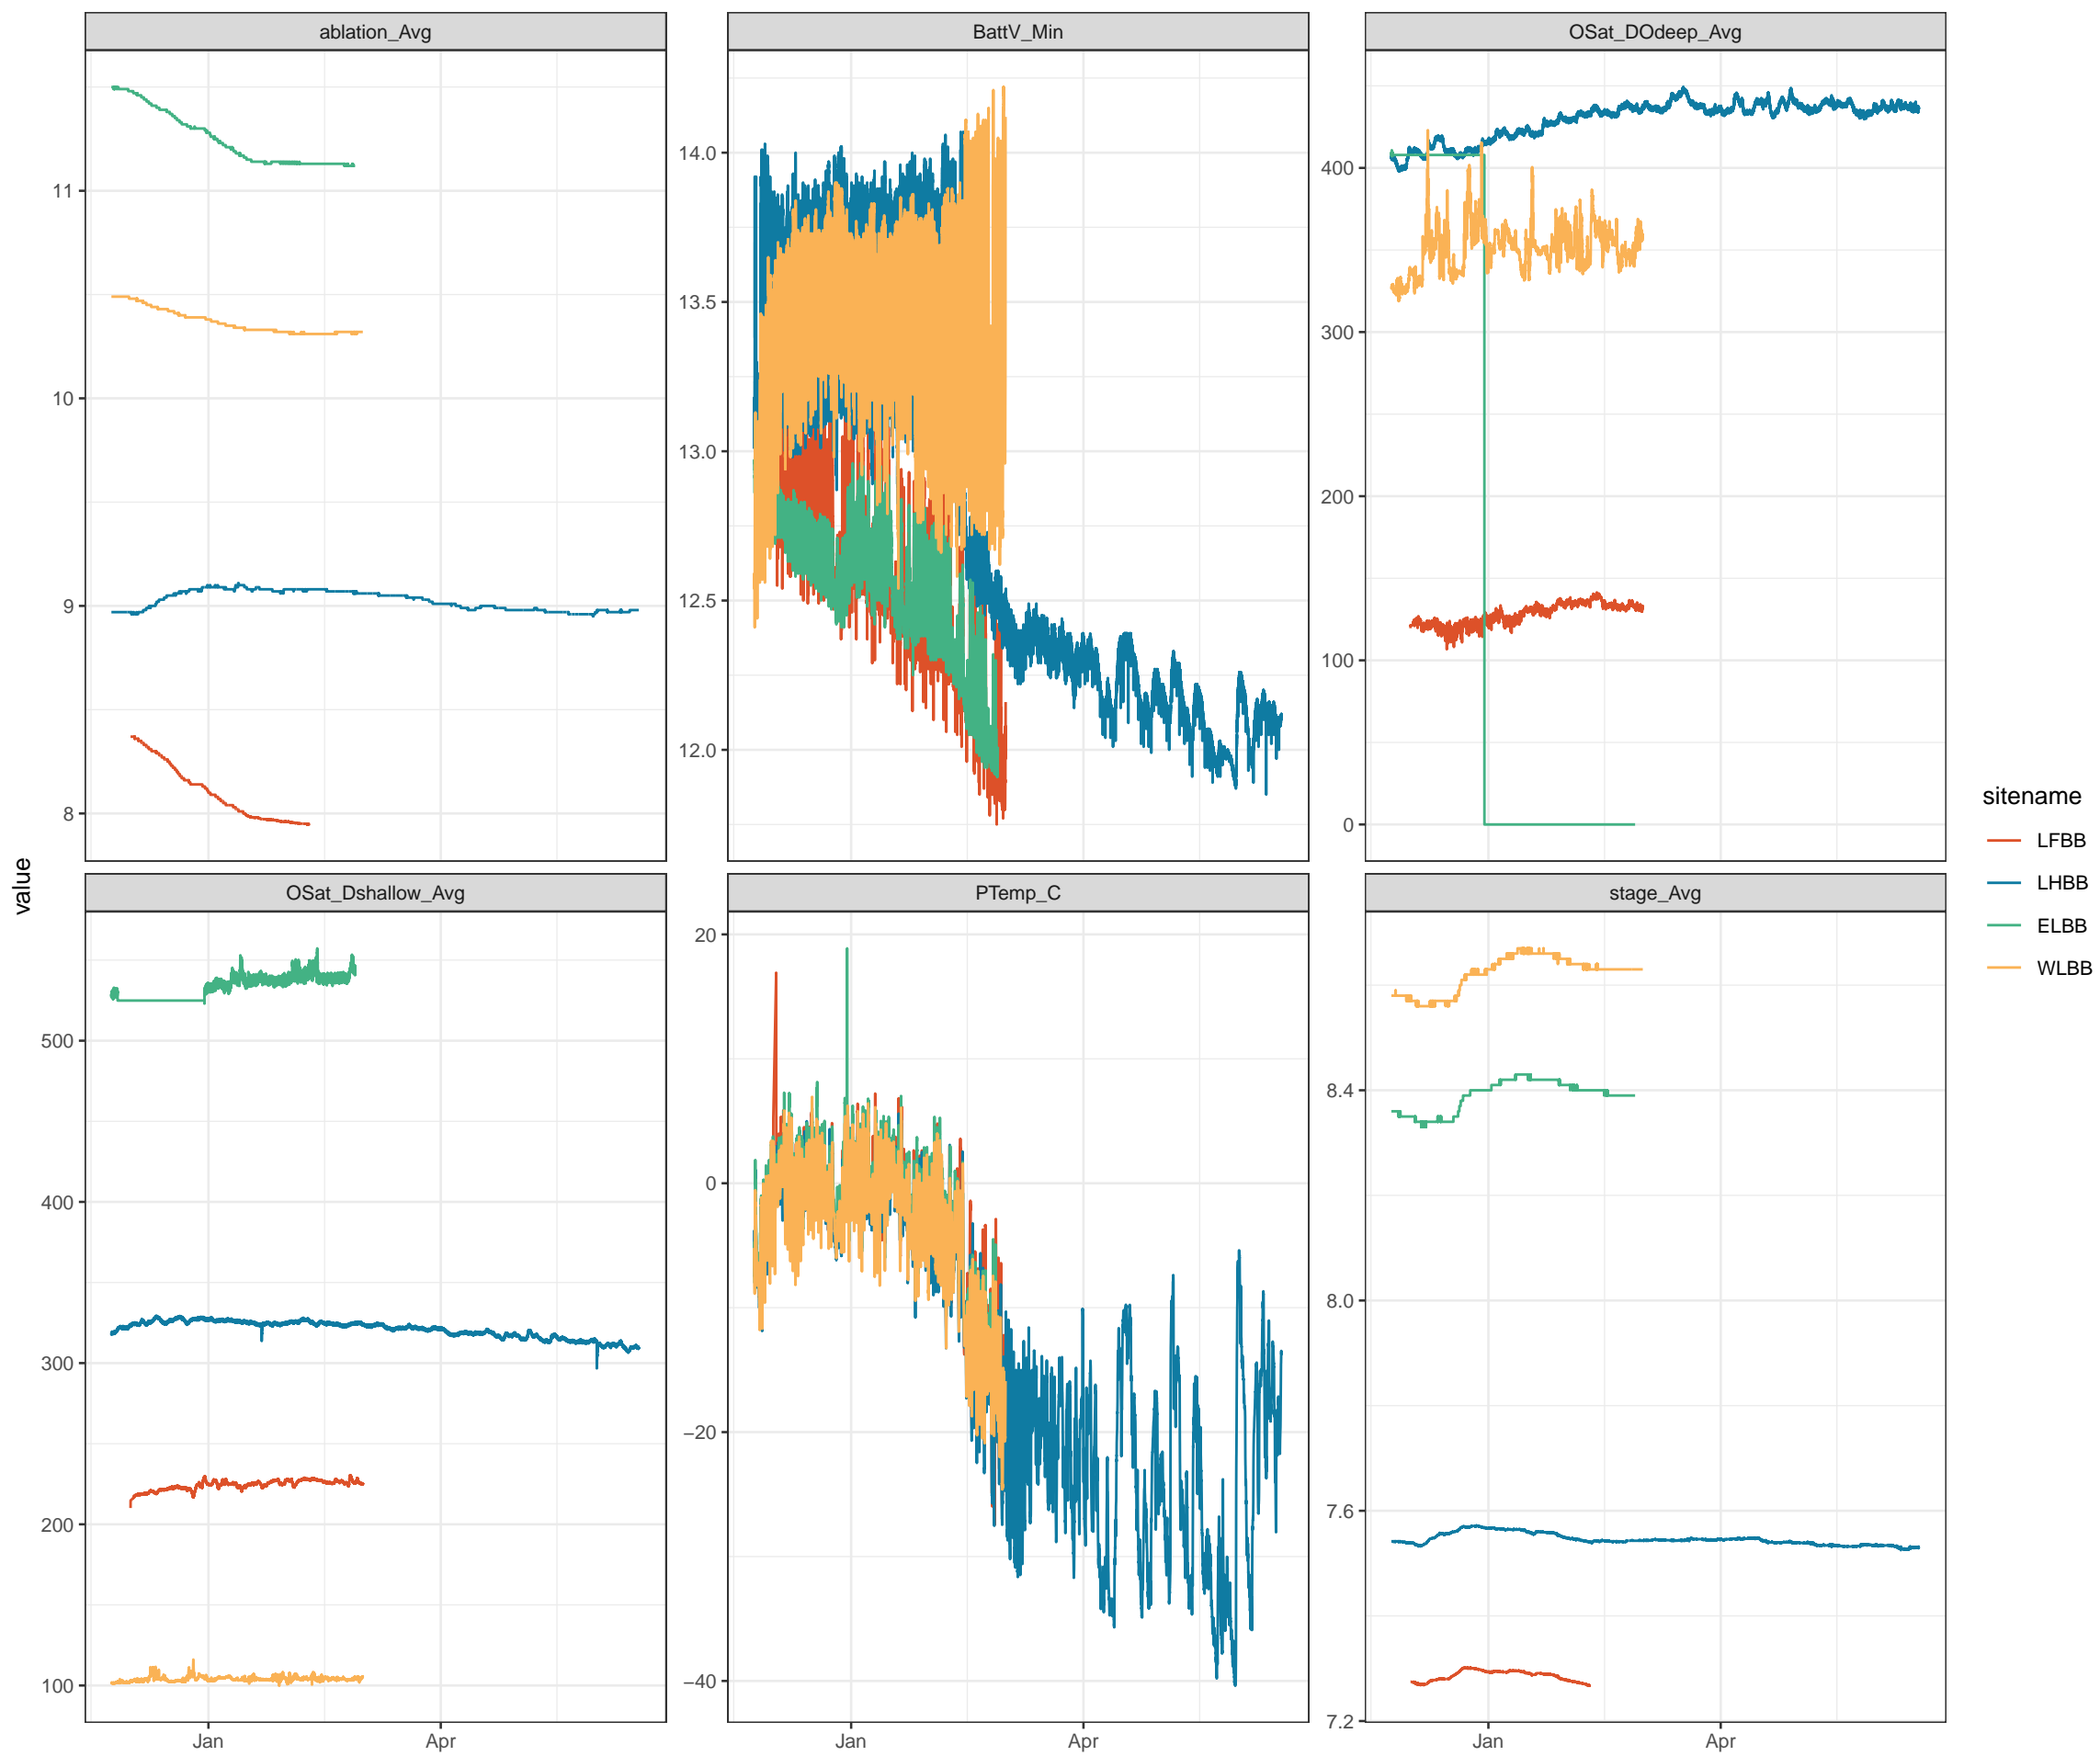 ablation_Avg
BattV_Min
OSat_DOdeep_Avg
11
10
9
8
14.0
13.5
13.0
12.5
12.0
400
300
200
100
0
value
OSat_Dshallow_Avg
PTemp_C
stage_Avg
500
400
300
200
100
20
0
−20
−40
8.4
8.0
7.6
7.2
Jan Apr
Jan Apr
Jan Apr
sitename
LFBB
LHBB
ELBB
WLBB